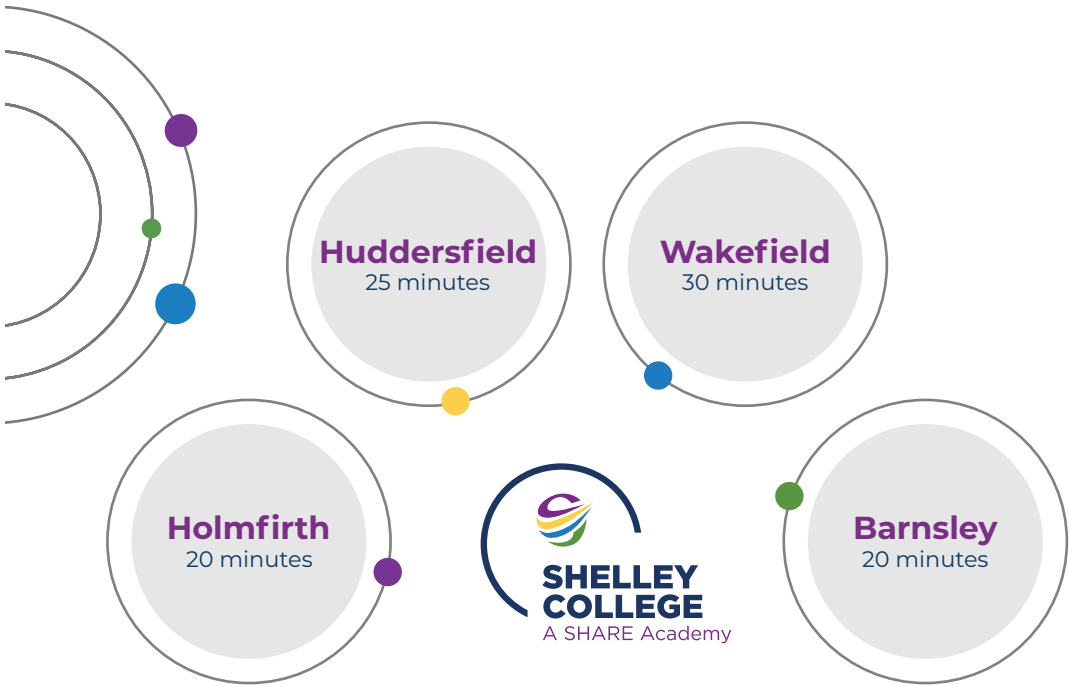 Huddersfield
25 minutes
Wakefield
30 minutes
Holmfirth
20 minutes
SHELLEY
COLLEGE
A SHARE Academy
Barnsley
20 minutes